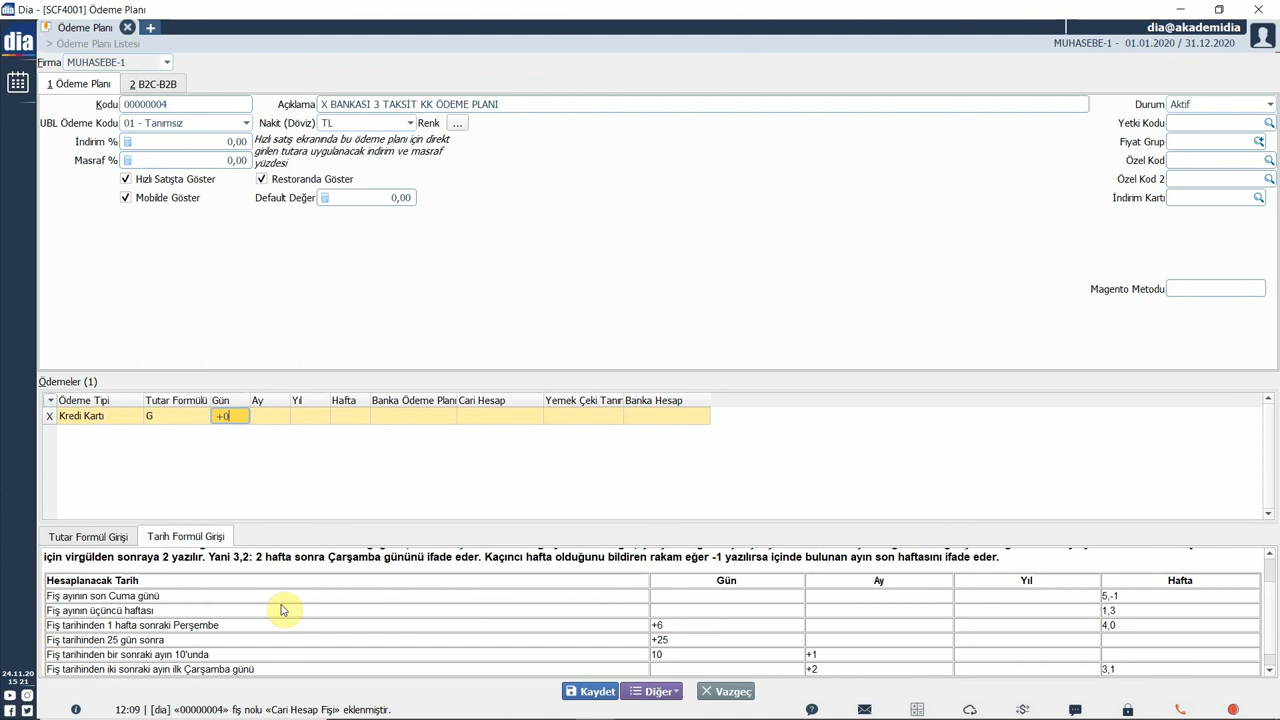 Dia - [SCF4001] Ödeme Planı
Ödeme Planı
dia@akademidia
dia
> Ödeme Planı Listesi
MUHASEBE-1 - 01.01.2020 / 31.12.2020
Firma MUHASEBE-1
1 Ödeme Planı 2 B2C-B2B
Kodu 00000004 Açıklama X BANKASI 3 TAKSİT KK ÖDEME PLANI Durum Aktif
UBL Ödeme Kodu 01 - Tanımsız Nakit (Döviz) TL Renk ... Yetki Kodu
İndirim % 0,00 Hızlı satış ekranında bu ödeme planı için direkt Fiyat Grup
girilen tutara uygulanacak indirim ve masraf
Masraf % 0,00 yüzdesi Özel Kod
Hızlı Satışta Göster Restoranda Göster Özel Kod 2
Mobilde Göster Default Değer 0,00 İndirim Kartı
Magento Metodu
Ödemeler (1)
Ödeme Tipi Tutar Formülü Gün Ay Yıl Hafta Banka Ödeme Planı Cari Hesap Yemek Çeki Tanır Banka Hesap
X Kredi Kartı G +0
Tutar Formül Girişi Tarih Formül Girişi
için virgülden sonraya 2 yazılır. Yani 3,2: 2 hafta sonra Çarşamba gününü ifade eder. Kaçıncı hafta olduğunu bildiren rakam eğer -1 yazılırsa içinde bulunan ayın son haftasını ifade eder.
Hesaplanacak Tarih Gün Ay Yıl Hafta
Fiş ayının son Cuma günü 5,-1
Fiş ayının üçüncü haftası 1,3
Fiş tarihinden 1 hafta sonraki Perşembe +6 4,0
Fiş tarihinden 25 gün sonra +25
Fiş tarihinden bir sonraki ayın 10'unda 10 +1
Fiş tarihinden iki sonraki ayın ilk Çarşamba günü +2 3,1
24.11.20
15 21
Kaydet Diğer Vazgeç
12:09 | [dia] «00000004» fiş nolu «Cari Hesap Fişi» eklenmiştir.